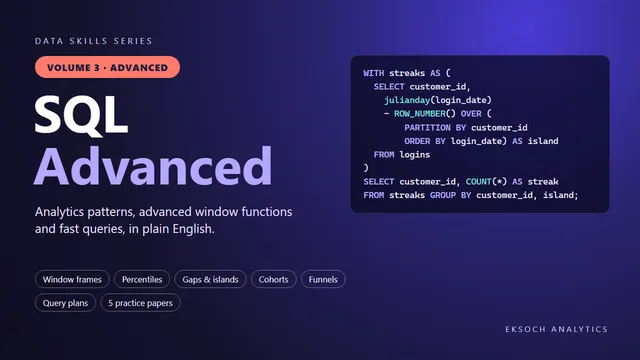 DATA SKILLS SERIES
VOLUME 3 · ADVANCED
SQL
Advanced
Analytics patterns, advanced window functions
and fast queries, in plain English.
Window frames
Percentiles
Gaps & islands
Cohorts
Funnels
Query plans
5 practice papers
WITH streaks AS (
  SELECT customer_id,
    julianday(login_date)
    - ROW_NUMBER() OVER (
        PARTITION BY customer_id
        ORDER BY login_date) AS island
  FROM logins
)
SELECT customer_id, COUNT(*) AS streak
FROM streaks GROUP BY customer_id, island;
EKSOCH ANALYTICS